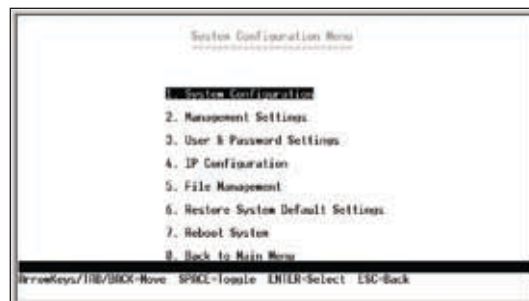 System Configuration Menu
1. System Configuration
2. Management Settings
3. User & Password Settings
4. IP Configuration
5. File Management
6. Restore System Default Settings
7. Reboot System
0. Back to Main Menu
ArrowKeys/TAB/BACK=Move SPACE=Toggle ENTER=Select ESC=Back